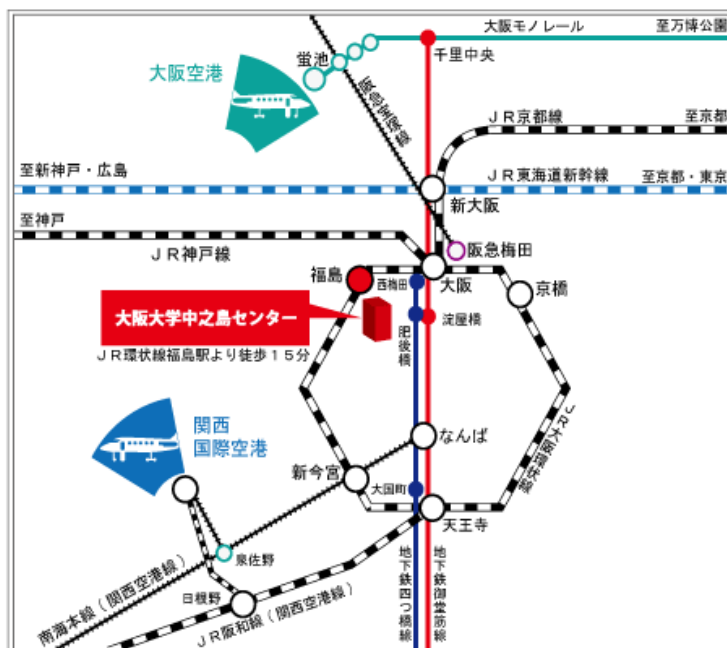 大阪モノレール
至万博公園
千里中央
蛍池
大阪空港
阪急宝塚線
JR京都線
至京都
至新神戸・広島
JR東海道新幹線
至京都・東京
新大阪
至神戸
JR神戸線
阪急梅田
大阪
福島
西梅田
京橋
大阪大学中之島センター
淀屋橋
肥後橋
JR環状線福島駅より徒歩15分
JR大阪環状線
関西
国際空港
なんば
新今宮
大国町
天王寺
泉佐野
日根野
南海本線(関西空港線)
JR阪和線(関西空港線)
地下鉄四つ橋線
地下鉄御堂筋線